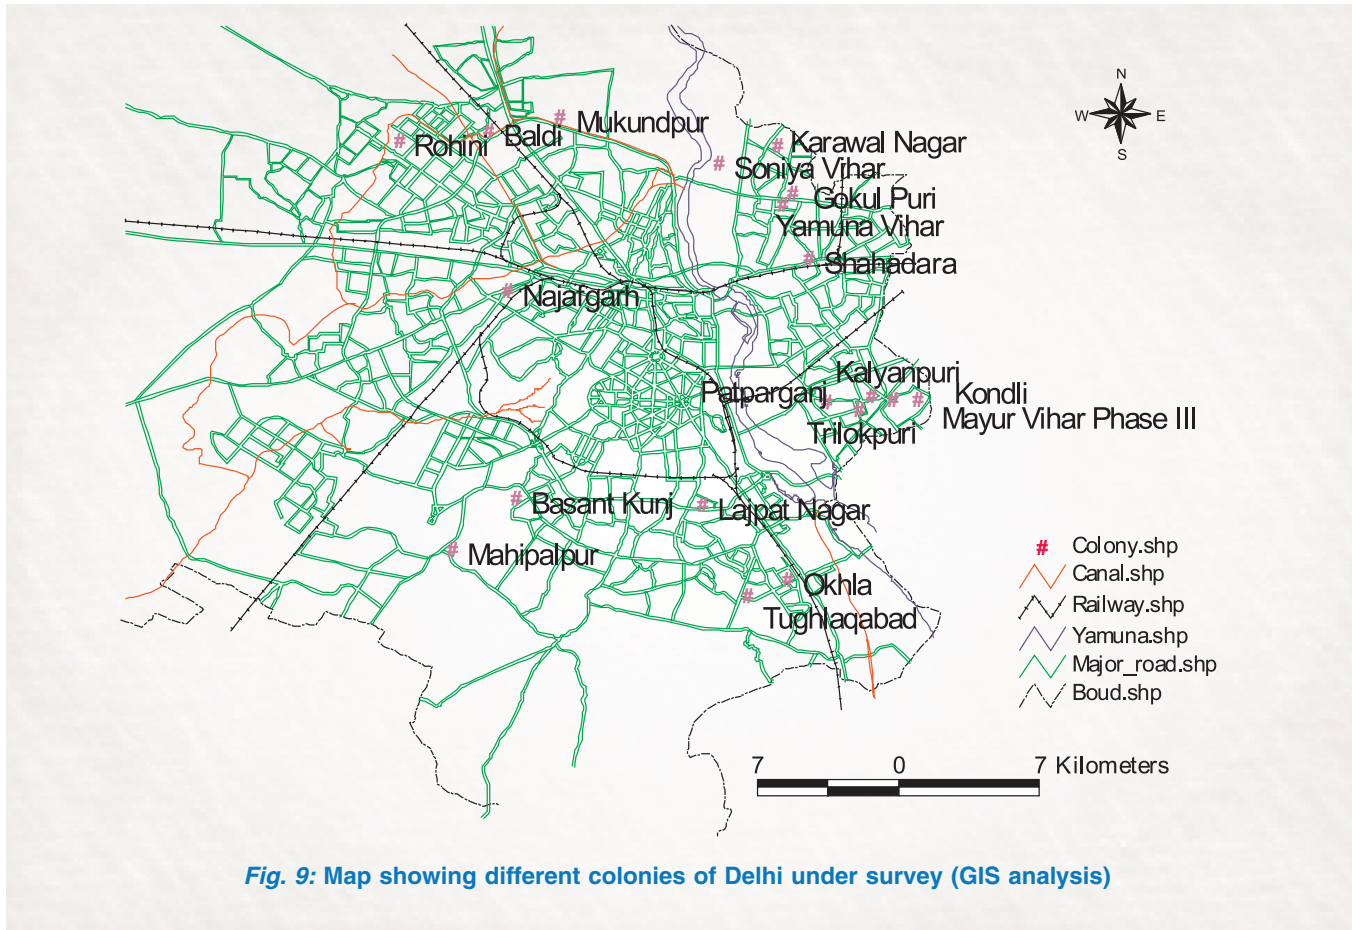 N
W E
S
Mukundpur
Baldi
Rohini
Karawal Nagar
Soniya Vihar
Gokul Puri
Yamuna Vihar
Shahadara
Najafgarh
Kalyanpuri
Patparganj
Kondli
Mayur Vihar Phase III
Trilokpuri
Basant Kunj
Lajpat Nagar
Mahipalpur
Okhla
Tughlaqabad
# Colony.shp
Canal.shp
Railway.shp
Yamuna.shp
Major_road.shp
Boud.shp
7 0 7 Kilometers
Fig. 9: Map showing different colonies of Delhi under survey (GIS analysis)